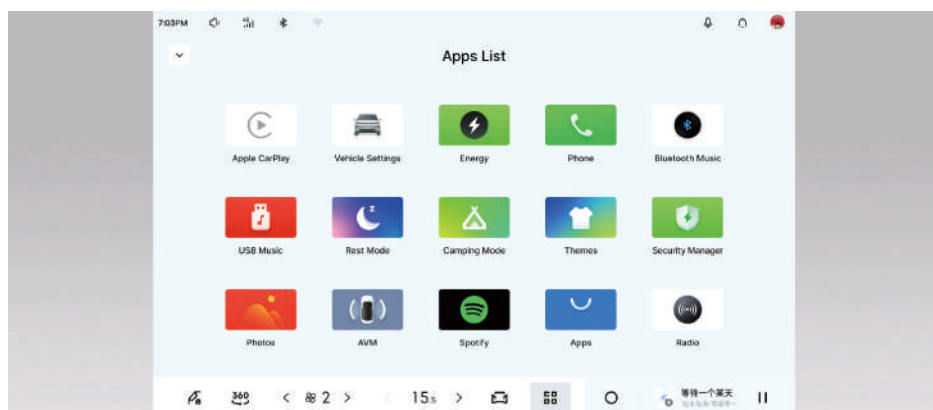 7:03PM
Apps List
Apple CarPlay
Vehicle Settings
Energy
Phone
Bluetooth Music
USB Music
Rest Mode
Camping Mode
Themes
Security Manager
Photos
AVM
Spotify
Apps
Radio
360
< 2 >
< 15.5 >
等待一个某天